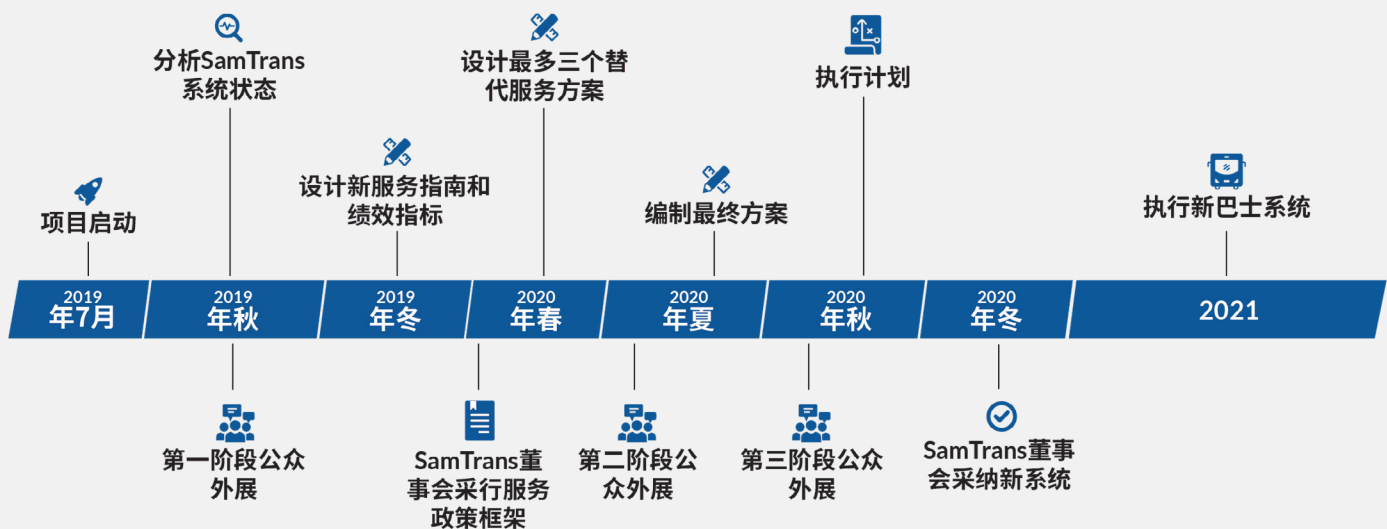 项目启动
分析SamTrans
系统状态
设计新服务指南和
绩效指标
设计最多三个替
代服务方案
编制最终方案
执行计划
执行新巴士系统
2019
年7月
2019
年秋
2019
年冬
2020
年春
2020
年夏
2020
年秋
2020
年冬
2021
第一阶段公众
外展
SamTrans董
事会采行服务
政策框架
第二阶段公
众外展
第三阶段公众
外展
SamTrans董事
会采纳新系统